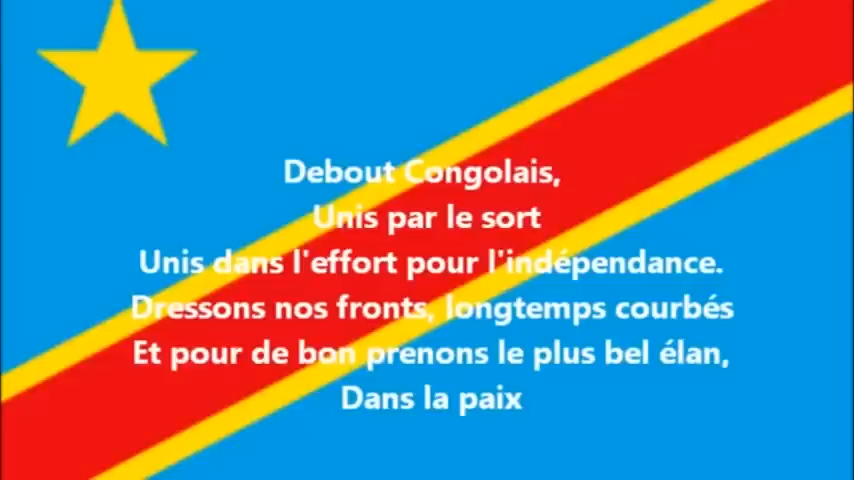 Debout Congolais,
Unis par le sort
Unis dans l'effort pour l'indépendance.
Dressons nos fronts, longtemps courbés
Et pour de bon prenons le plus bel élan,
Dans la paix